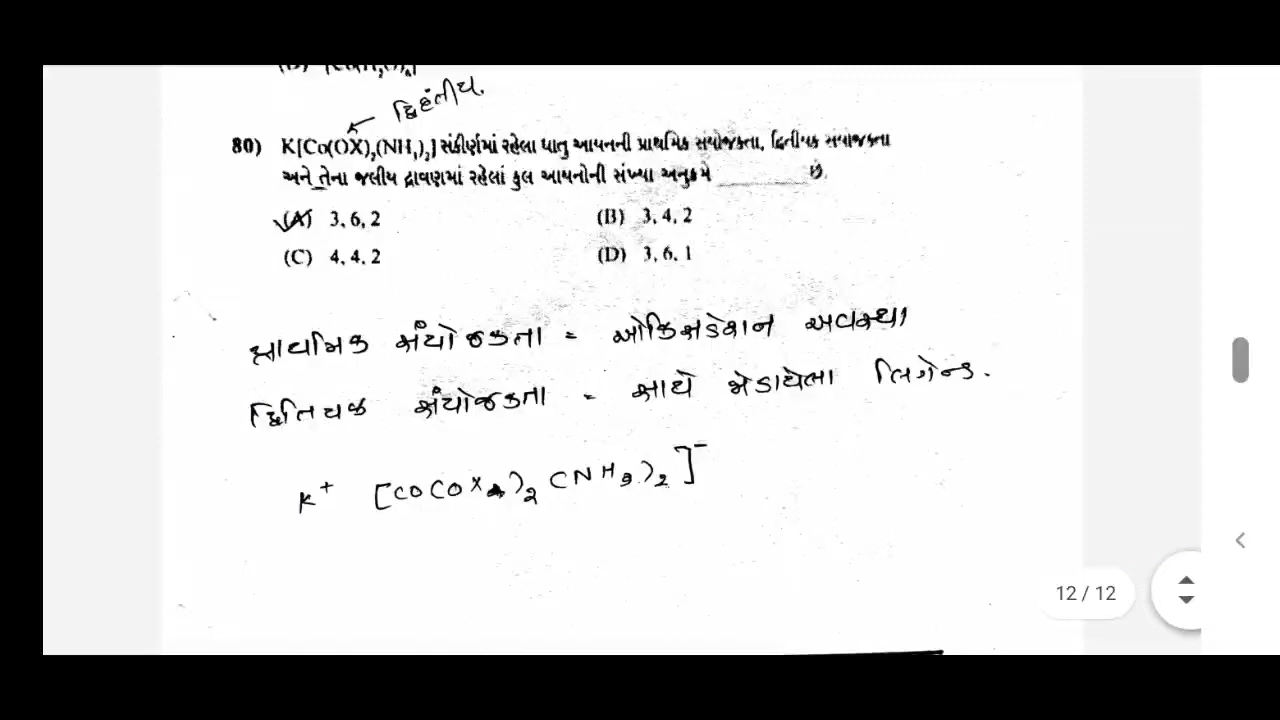 દ્વિદંતીય.
80) K[Co(OX)₂(NH₃)₂] સંકીર્ણમાં રહેલા ધાતુ આયનની પ્રાથમિક સંયોજકતા, દ્વિતીયક સંયોજકતા
અને તેના જલીય દ્રાવણમાં રહેલાં કુલ આયનોની સંખ્યા અનુક્રમે ________ છે.
(A) 3, 6, 2 (B) 3, 4, 2
(C) 4, 4, 2 (D) 3, 6, 1
પ્રાથમિક સંયોજકતા = ઓક્સિડેશન અવસ્થા
દ્વિતિયક સંયોજકતા = સાથે જોડાયેલા લિગેન્ડ.
K⁺ [Co(OX)₂(NH₃)₂]⁻
12 / 12